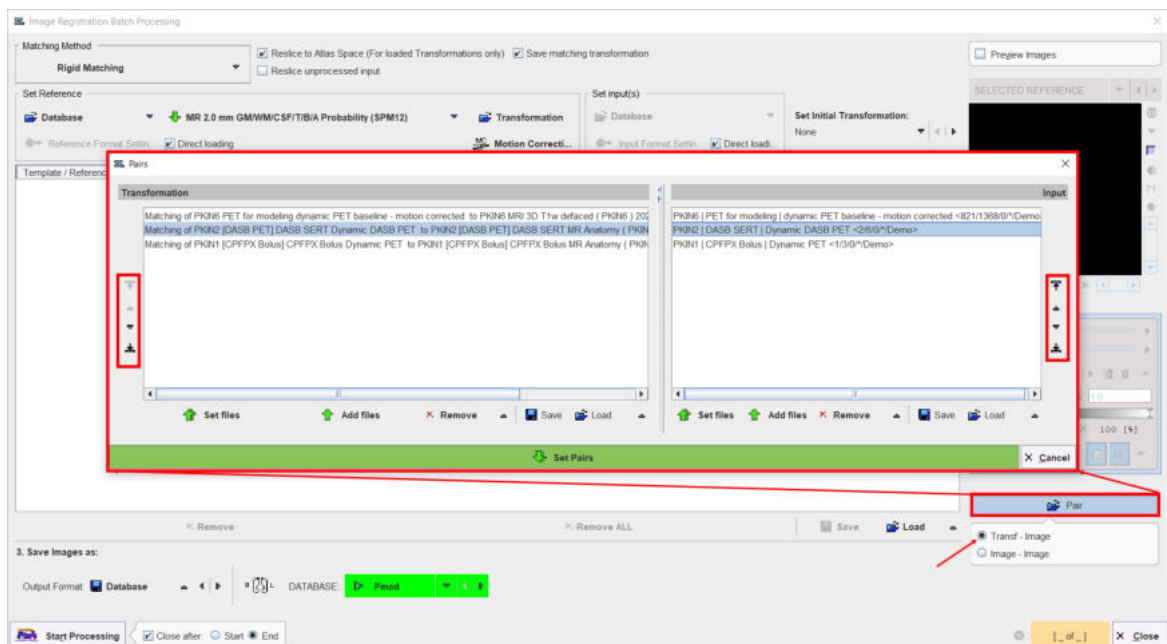 Image Registration Batch Processing
Matching Method
Rigid Matching
Reslice to Atlas Space (For loaded Transformations only) Save matching transformation
Reslice unprocessed input
Preview Images
Set Reference
Set input(s)
SELECTED REFERENCE
Database MR 2.0 mm GM/WM/CSF/T/B/A Probability (SPM12) Transformation Database
Set Initial Transformation:
None
Reference Format Settin... Direct loading Motion Correcti... Input Format Settin... Direct loadi...
Template / Referenc
Pairs
Transformation Input
Matching of PKIN6 PET for modeling dynamic PET baseline - motion corrected to PKIN6 MRI 3D T1w defaced ( PKIN6 ) 202
PKIN6 | PET for modeling | dynamic PET baseline - motion corrected <821/1368/0/*/Demo
Matching of PKIN2 [DASB PET] DASB SERT Dynamic DASB PET to PKIN2 [DASB PET] DASB SERT MR Anatomy ( PKIN
PKIN2 | DASB SERT | Dynamic DASB PET <2/6/0/*/Demo>
Matching of PKIN1 [CPFPX Bolus] CPFPX Bolus Dynamic PET to PKIN1 [CPFPX Bolus] CPFPX Bolus MR Anatomy ( PKIN
PKIN1 | CPFPX Bolus | Dynamic PET <1/3/0/*/Demo>
Set files Add files Remove Save Load
Set files Add files Remove Save Load
Set Pairs
Cancel
1.0
100 [%]
Pair
Remove Remove ALL Save Load
Transf - Image
Image - Image
3. Save Images as:
Output Format: Database R L DATABASE: Pmod
Start Processing Close after: Start End
[_ of _] Close